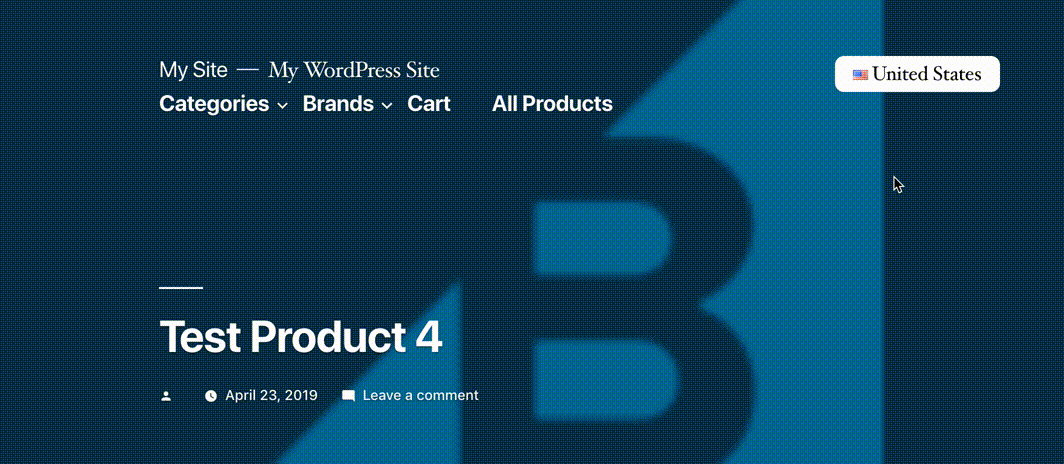 My Site — My WordPress Site
United States
Categories Brands Cart All Products
Test Product 4
April 23, 2019 Leave a comment
B